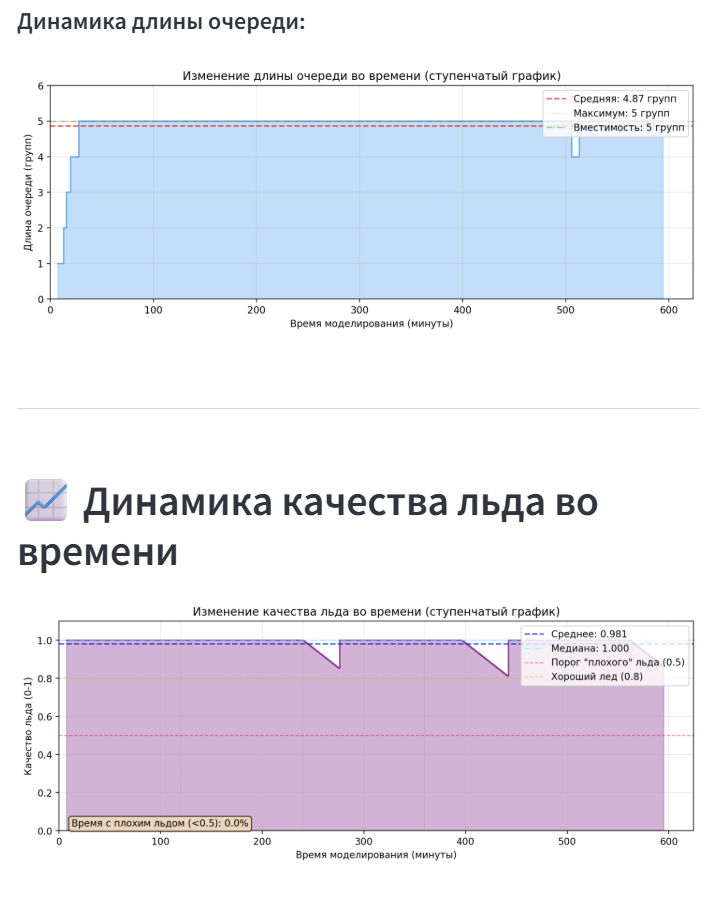 Динамика длины очереди:
Изменение длины очереди во времени (ступенчатый график)
6
5
4
3
2
1
0
Длина очереди (групп)
Средняя: 4.87 групп
Максимум: 5 групп
Вместимость: 5 групп
0 100 200 300 400 500 600
Время моделирования (минуты)
Динамика качества льда во
времени
Изменение качества льда во времени (ступенчатый график)
1.0
0.8
0.6
0.4
0.2
0.0
Качество льда (0-1)
Среднее: 0.981
Медиана: 1.000
Порог "плохого" льда (0.5)
Хороший лед (0.8)
Время с плохим льдом (<0.5): 0.0%
0 100 200 300 400 500 600
Время моделирования (минуты)